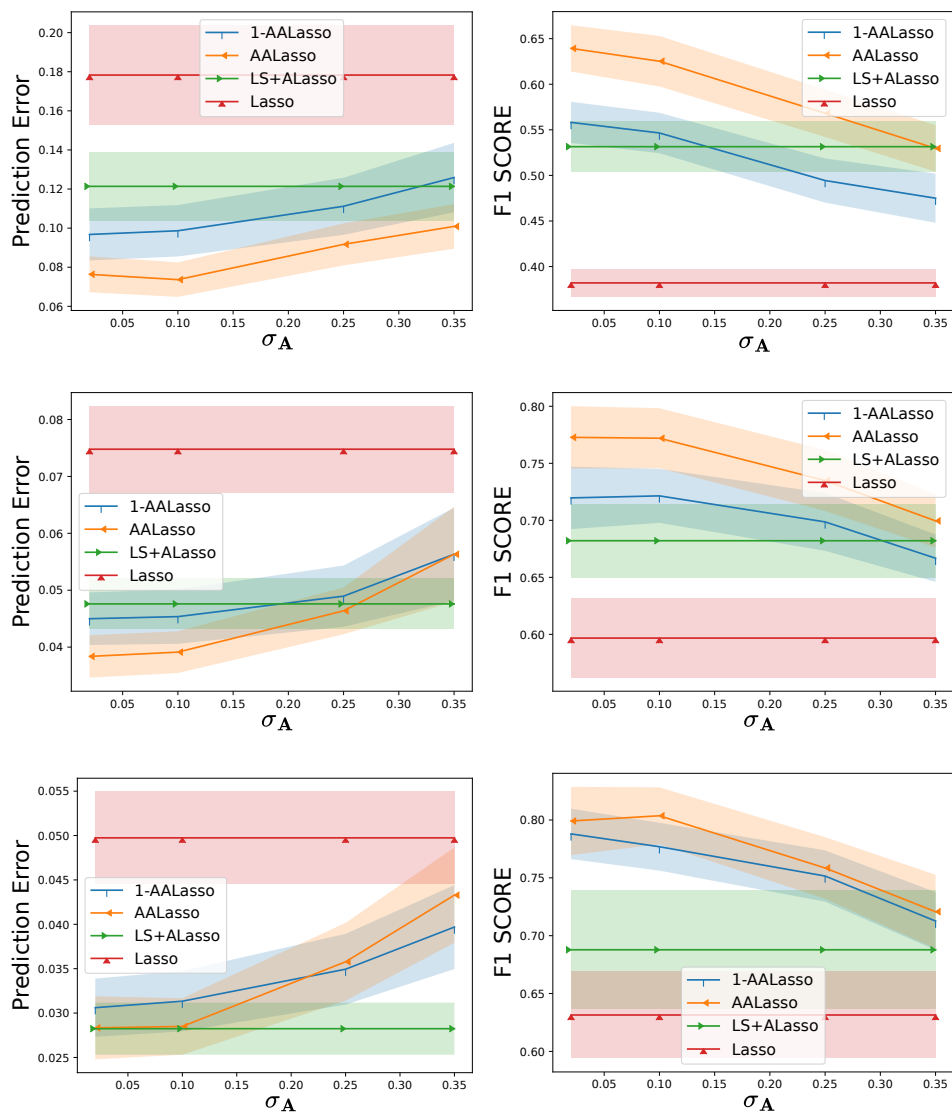 Prediction Error
0.20
0.18
0.16
0.14
0.12
0.10
0.08
0.06
1-AALasso
AALasso
LS+ALasso
Lasso
0.05 0.10 0.15 0.20 0.25 0.30 0.35
σ_A
F1 SCORE
0.65
0.60
0.55
0.50
0.45
0.40
1-AALasso
AALasso
LS+ALasso
Lasso
0.05 0.10 0.15 0.20 0.25 0.30 0.35
σ_A
Prediction Error
0.08
0.07
0.06
0.05
0.04
1-AALasso
AALasso
LS+ALasso
Lasso
0.05 0.10 0.15 0.20 0.25 0.30 0.35
σ_A
F1 SCORE
0.80
0.75
0.70
0.65
0.60
1-AALasso
AALasso
LS+ALasso
Lasso
0.05 0.10 0.15 0.20 0.25 0.30 0.35
σ_A
Prediction Error
0.055
0.050
0.045
0.040
0.035
0.030
0.025
1-AALasso
AALasso
LS+ALasso
Lasso
0.05 0.10 0.15 0.20 0.25 0.30 0.35
σ_A
F1 SCORE
0.80
0.75
0.70
0.65
0.60
1-AALasso
AALasso
LS+ALasso
Lasso
0.05 0.10 0.15 0.20 0.25 0.30 0.35
σ_A